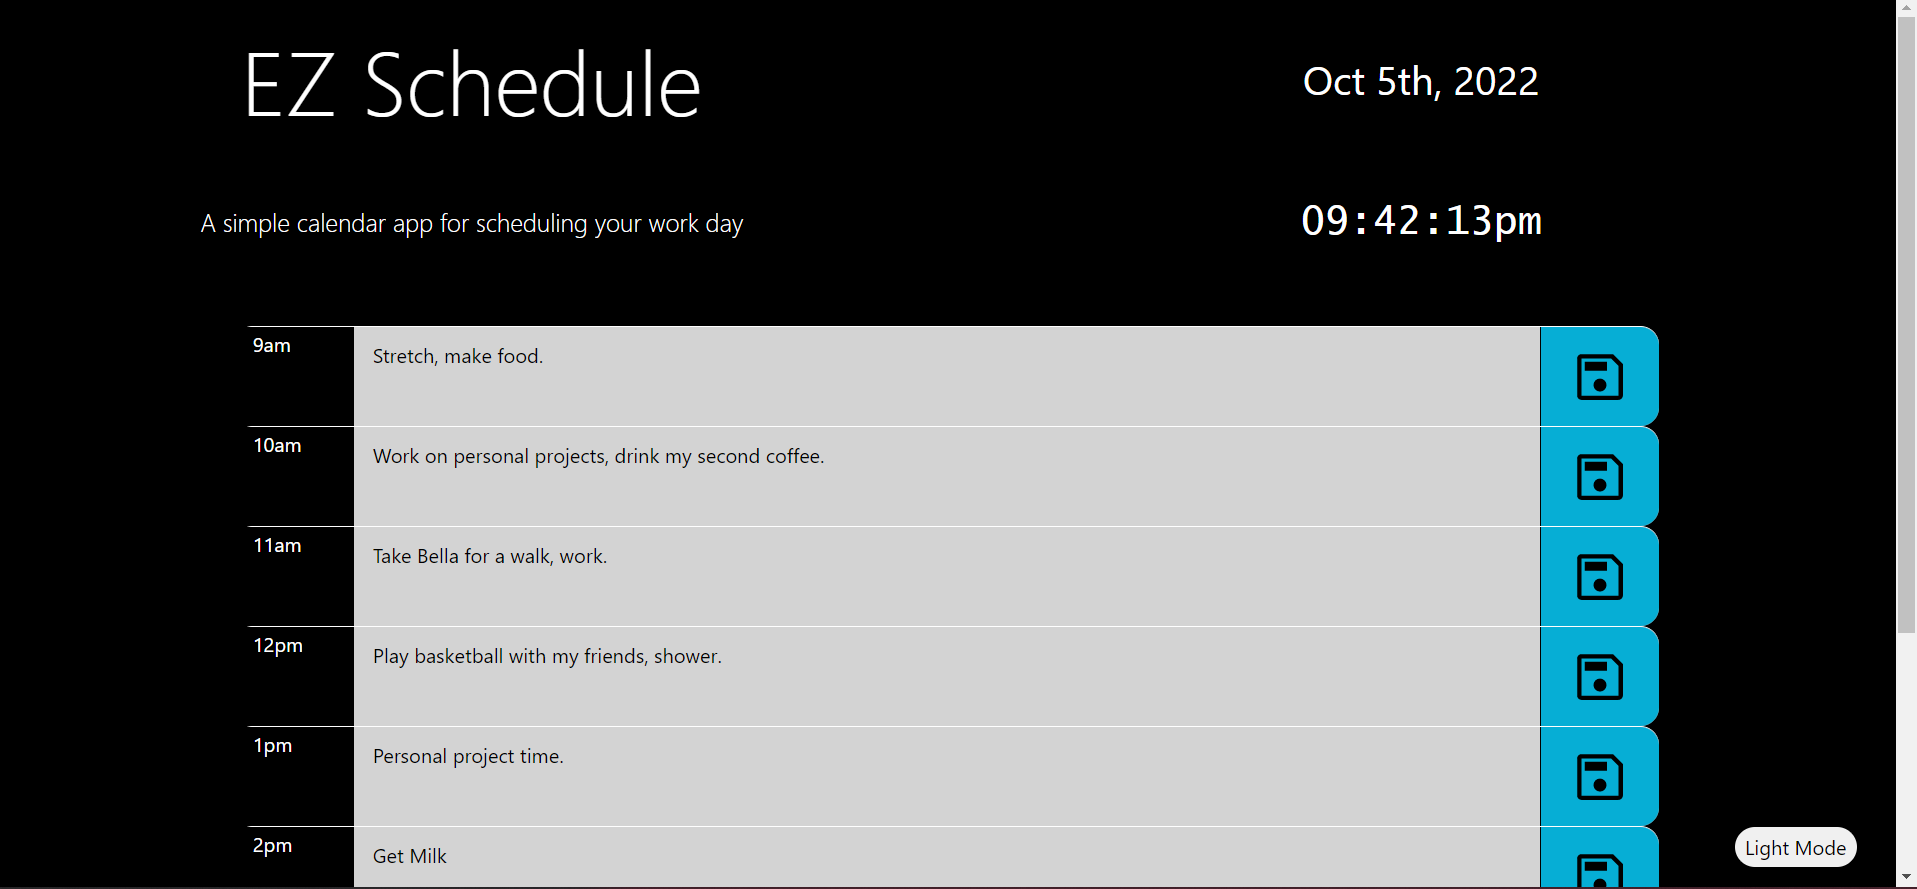 EZ Schedule
Oct 5th, 2022
A simple calendar app for scheduling your work day
09:42:13pm
9am
Stretch, make food.
10am
Work on personal projects, drink my second coffee.
11am
Take Bella for a walk, work.
12pm
Play basketball with my friends, shower.
1pm
Personal project time.
2pm
Get Milk
Light Mode